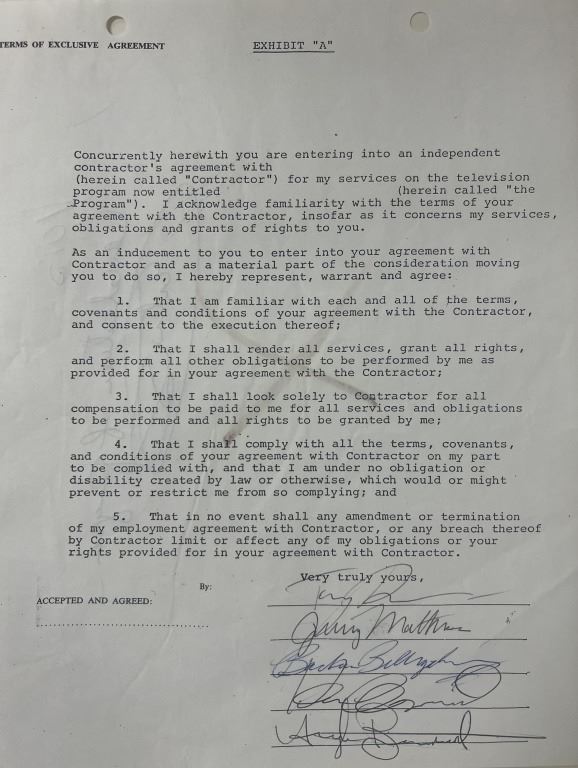 TERMS OF EXCLUSIVE AGREEMENT
EXHIBIT "A"
Concurrently herewith you are entering into an independent
contractor's agreement with
(herein called "Contractor") for my services on the television
program now entitled (herein called "the
Program"). I acknowledge familiarity with the terms of your
agreement with the Contractor, insofar as it concerns my services,
obligations and grants of rights to you.
As an inducement to you to enter into your agreement with
Contractor and as a material part of the consideration moving
you to do so, I hereby represent, warrant and agree:
1. That I am familiar with each and all of the terms,
covenants and conditions of your agreement with the Contractor,
and consent to the execution thereof;
2. That I shall render all services, grant all rights,
and perform all other obligations to be performed by me as
provided for in your agreement with the Contractor;
3. That I shall look solely to Contractor for all
compensation to be paid to me for all services and obligations
to be performed and all rights to be granted by me;
4. That I shall comply with all the terms, covenants,
and conditions of your agreement with Contractor on my part
to be complied with, and that I am under no obligation or
disability created by law or otherwise, which would or might
prevent or restrict me from so complying; and
5. That in no event shall any amendment or termination
of my employment agreement with Contractor, or any breach thereof
by Contractor limit or affect any of my obligations or your
rights provided for in your agreement with Contractor.
Very truly yours,
By:
ACCEPTED AND AGREED:
Jerry Mathers
Barbara Billingsley